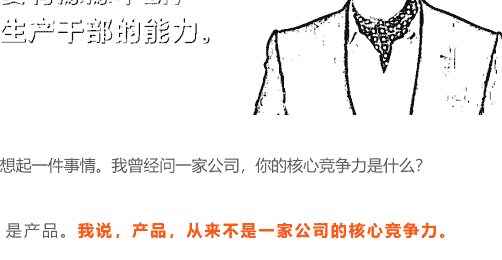 生产干部的能力。
想起一件事情。我曾经问一家公司，你的核心竞争力是什么？
是产品。我说，产品，从来不是一家公司的核心竞争力。